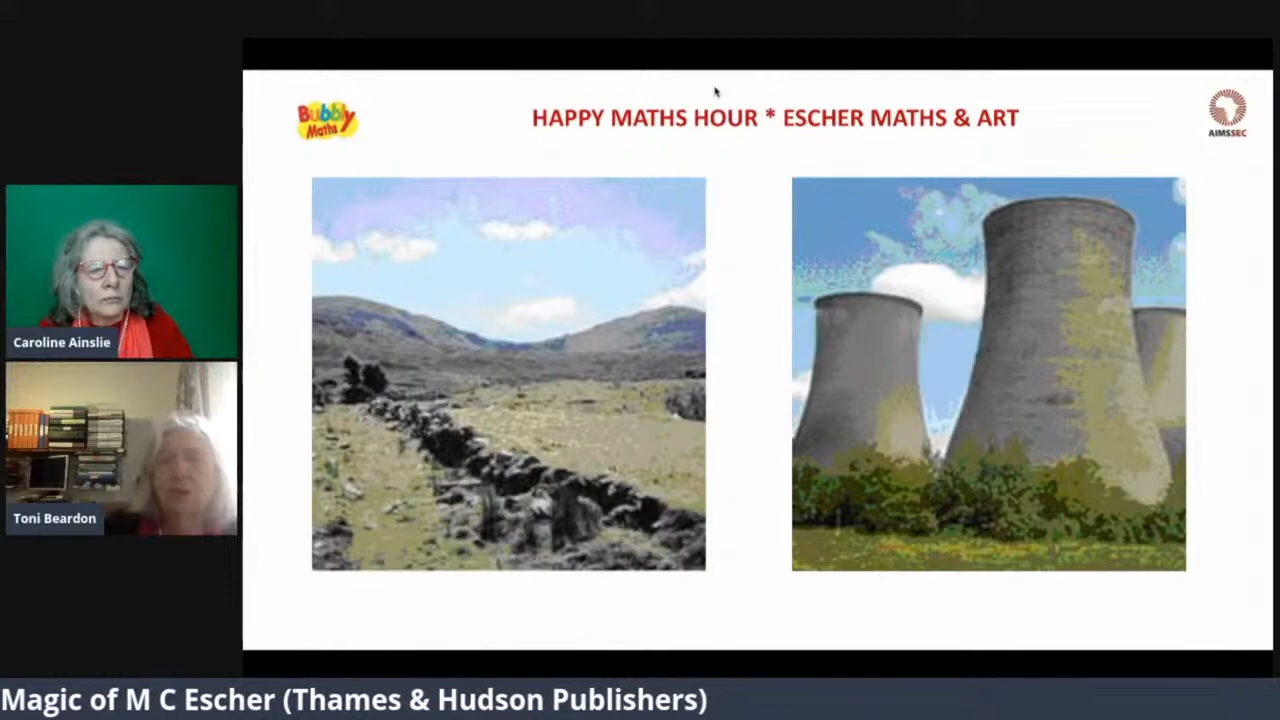 Bubbly
Maths
HAPPY MATHS HOUR * ESCHER MATHS & ART
AIMSSEC
Caroline Ainslie
Toni Beardon
Magic of M C Escher (Thames & Hudson Publishers)